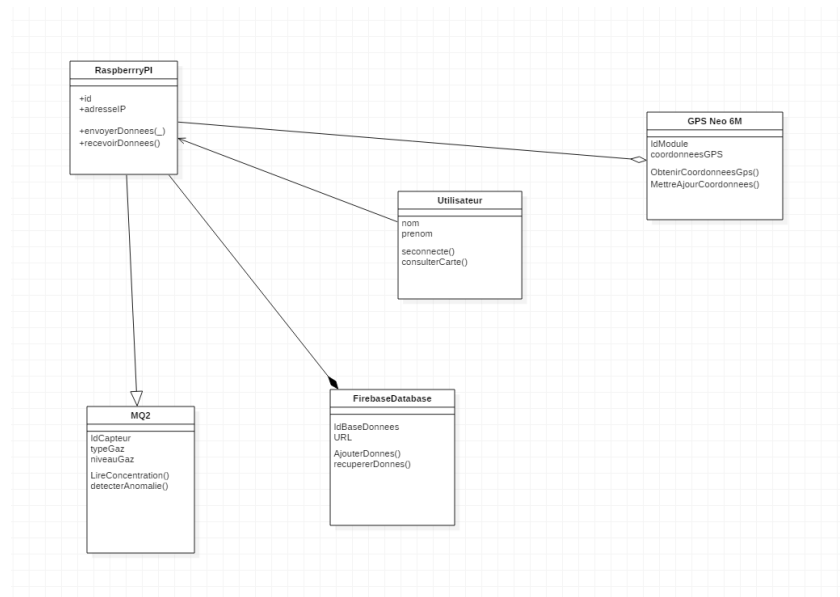 RaspberrryPI
+id
+adresseIP
+envoyerDonnees(_)
+recevoirDonnees()
GPS Neo 6M
IdModule
coordonneesGPS
ObtenirCoordonneesGps()
MettreAjourCoordonnees()
Utilisateur
nom
prenom
seconnecte()
consulterCarte()
MQ2
IdCapteur
typeGaz
niveauGaz
LireConcentration()
detecterAnomalie()
FirebaseDatabase
IdBaseDonnees
URL
AjouterDonnes()
recupererDonnes()